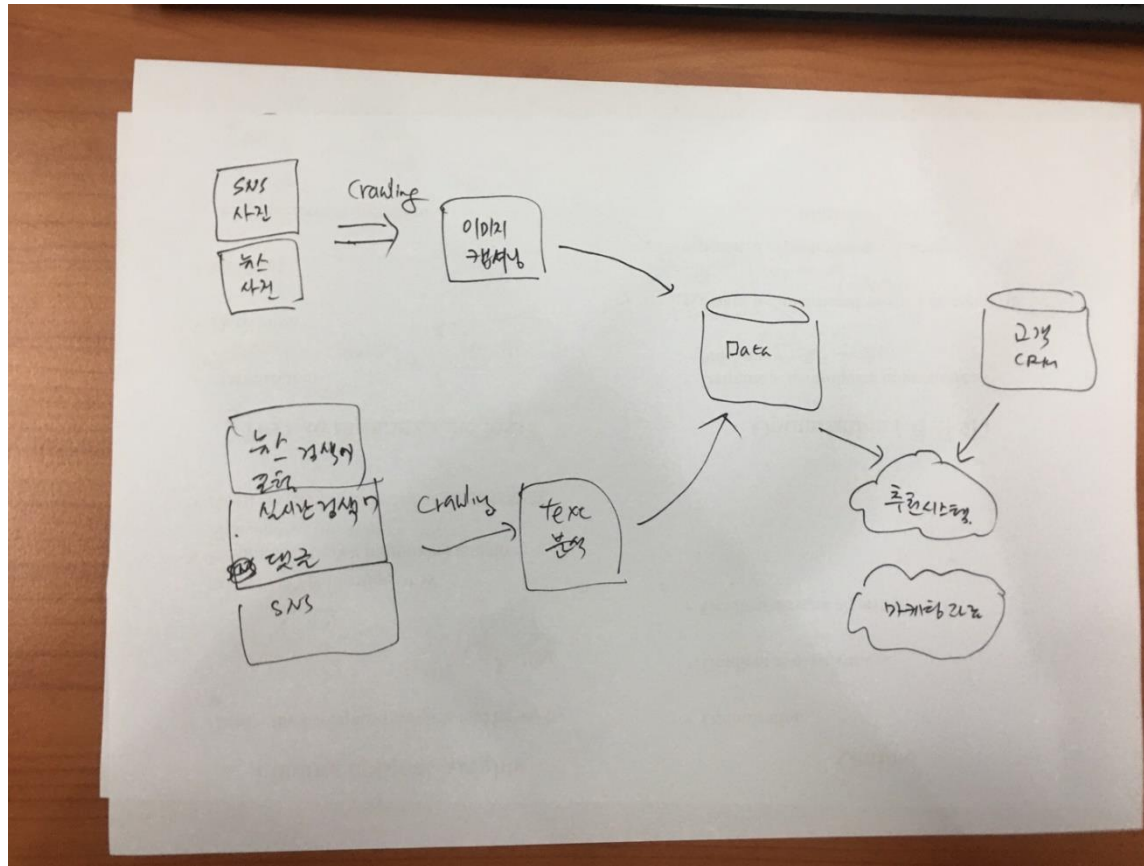 SNS
사진
뉴스
사진
Crawling
이미지
캡셔닝
Data
고객
CRM
뉴스 검색어
포털
실시간 검색어
댓글
SNS
Crawling
text
분석
추천시스템
마케팅